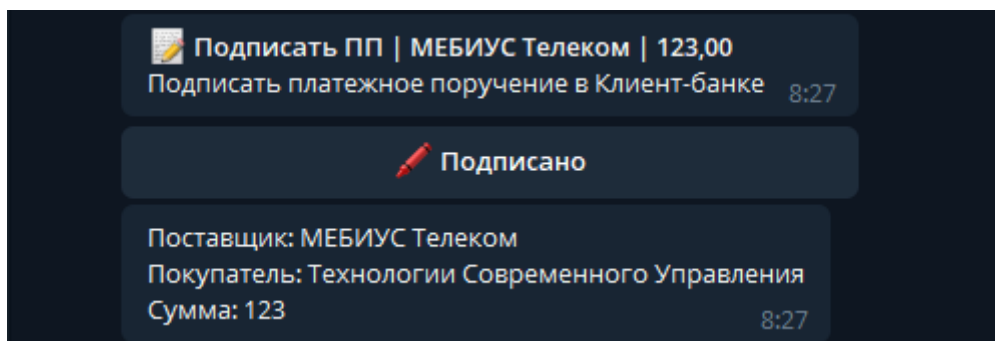 📝 Подписать ПП | МЕБИУС Телеком | 123,00
Подписать платежное поручение в Клиент-банке 8:27
🖍 Подписано
Поставщик: МЕБИУС Телеком
Покупатель: Технологии Современного Управления
Сумма: 123 8:27